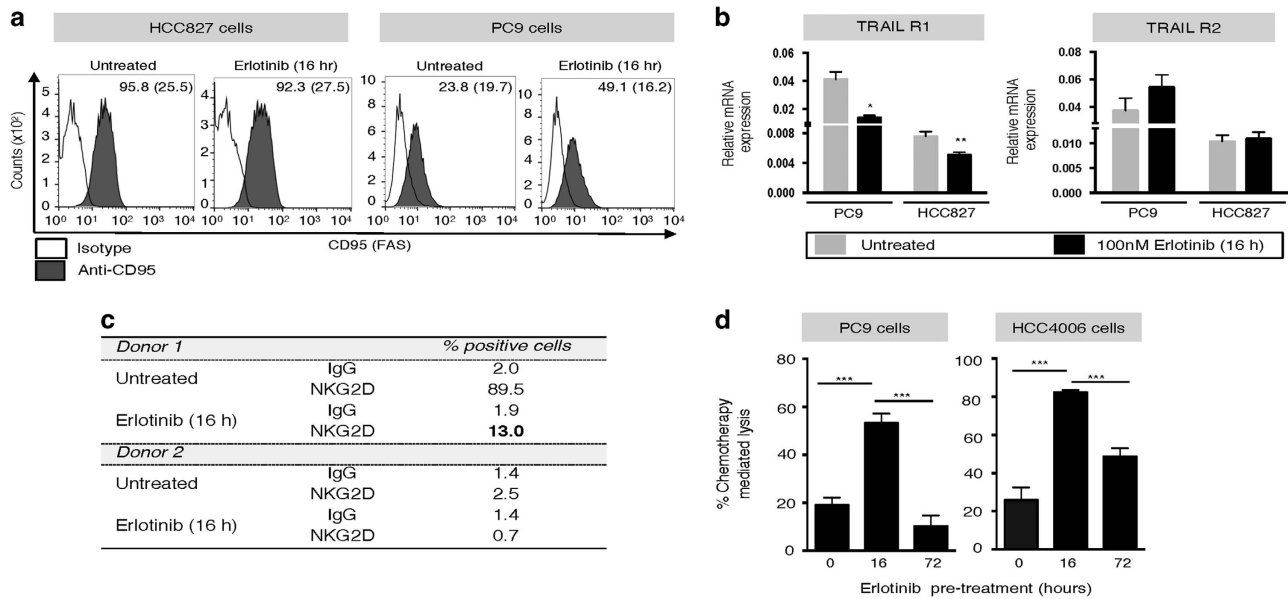 a
HCC827 cells
PC9 cells
Untreated
Erlotinib (16 hr)
Untreated
Erlotinib (16 hr)
95.8 (25.5)
92.3 (27.5)
23.8 (19.7)
49.1 (16.2)
Counts (x10²)
5
4
3
2
1
0
4
3
2
1
0
10
8
6
4
2
0
10
8
6
4
2
0
10⁰ 10¹ 10² 10³ 10⁴
10⁰ 10¹ 10² 10³ 10⁴
10⁰ 10¹ 10² 10³ 10⁴
10⁰ 10¹ 10² 10³ 10⁴
CD95 (FAS)
Isotype
Anti-CD95
b
TRAIL R1
TRAIL R2
Relative mRNA
expression
0.06
0.04
0.02
0.008
0.004
0.000
*
**
PC9
HCC827
Relative mRNA
expression
0.06
0.04
0.010
0.005
0.000
PC9
HCC827
Untreated
100nM Erlotinib (16 h)
c
Donor 1 % positive cells
Untreated IgG 2.0
NKG2D 89.5
Erlotinib (16 h) IgG 1.9
NKG2D 13.0
Donor 2
Untreated IgG 1.4
NKG2D 2.5
Erlotinib (16 h) IgG 1.4
NKG2D 0.7
d
PC9 cells
HCC4006 cells
% Chemotherapy
mediated lysis
80
60
40
20
0
*** ***
0 16 72
100
80
60
40
20
0
*** ***
0 16 72
Erlotinib pre-treatment (hours)